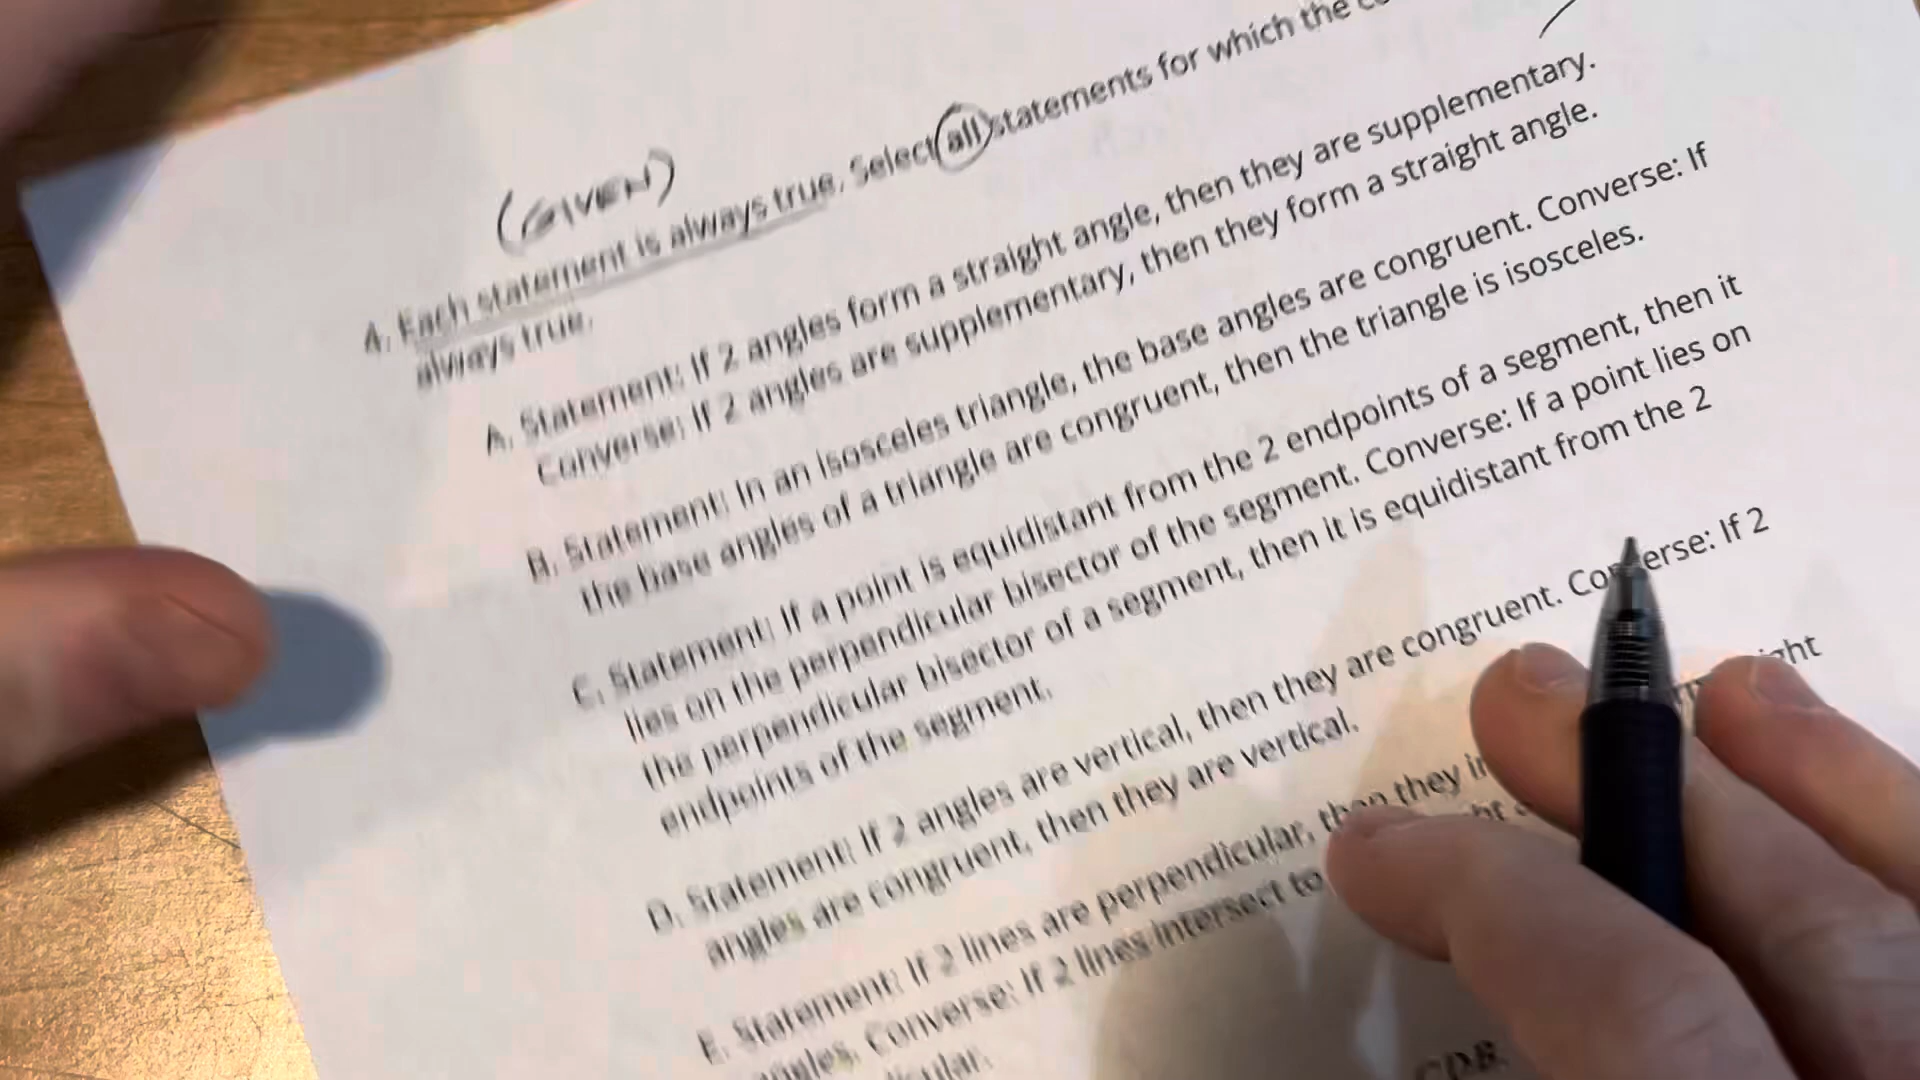 (GIVEN)
4. Each statement is always true. Select all statements for which the
always true.
A. Statement: If 2 angles form a straight angle, then they are supplementary.
Converse: If 2 angles are supplementary, then they form a straight angle.
B. Statement: In an isosceles triangle, the base angles are congruent. Converse: If
the base angles of a triangle are congruent, then the triangle is isosceles.
C. Statement: If a point is equidistant from the 2 endpoints of a segment, then it
lies on the perpendicular bisector of the segment. Converse: If a point lies on
the perpendicular bisector of a segment, then it is equidistant from the 2
endpoints of the segment.
D. Statement: If 2 angles are vertical, then they are congruent. Converse: If 2
angles are congruent, then they are vertical.
E. Statement: If 2 lines are perpendicular, then they
angles. Converse: If 2 lines intersect to